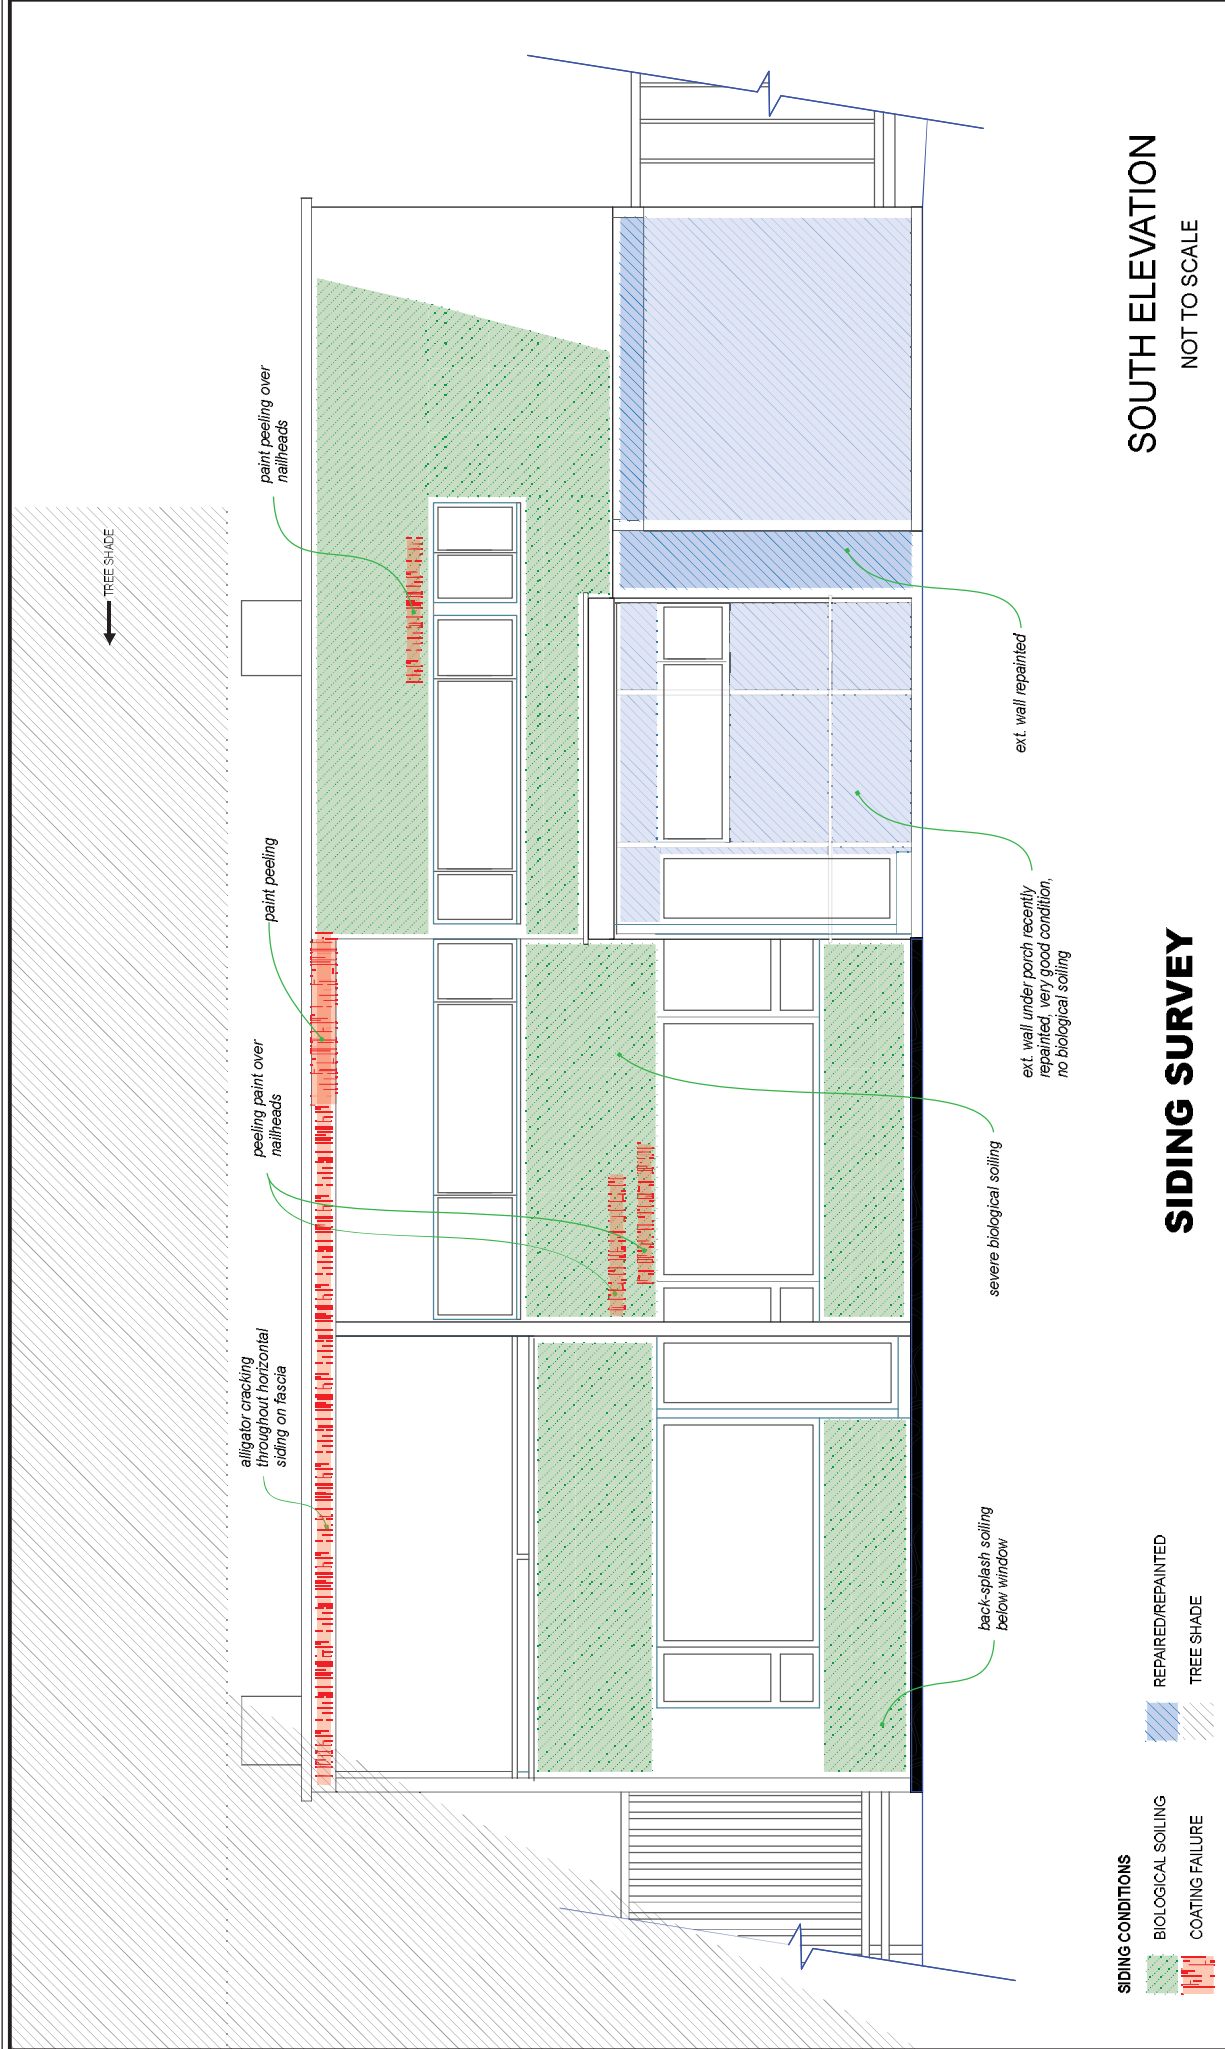 TREE SHADE
alligator cracking
throughout horizontal
siding on fascia
peeling paint over
nailheads
paint peeling
paint peeling over
nailheads
back-splash soiling
below window
severe biological soiling
ext. wall under porch recently
repainted, very good condition,
no biological soiling
ext. wall repainted
SIDING CONDITIONS
BIOLOGICAL SOILING
COATING FAILURE
REPAIRED/REPAINTED
TREE SHADE
SIDING SURVEY
SOUTH ELEVATION
NOT TO SCALE